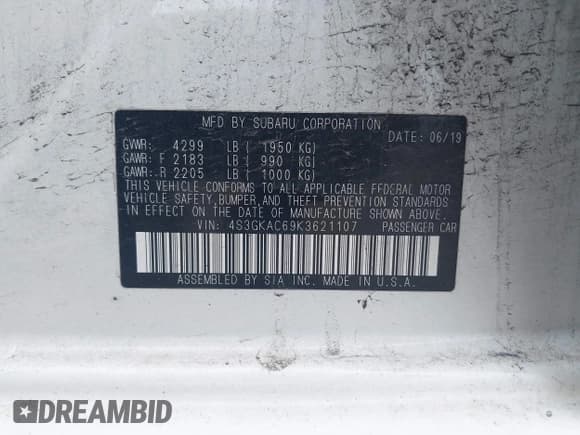 MFD BY SUBARU CORPORATION
DATE: 06/19
GVWR: 4299 LB ( 1950 KG)
GAWR: F 2183 LB ( 990 KG)
GAWR: R 2205 LB ( 1000 KG)
THIS VEHICLE CONFORMS TO ALL APPLICABLE FEDERAL MOTOR
VEHICLE SAFETY, BUMPER, AND THEFT PREVENTION STANDARDS
IN EFFECT ON THE DATE OF MANUFACTURE SHOWN ABOVE.
VIN: 4S3GKAC69K3621107 PASSENGER CAR
ASSEMBLED BY SIA INC. MADE IN U.S.A.
DREAMBID